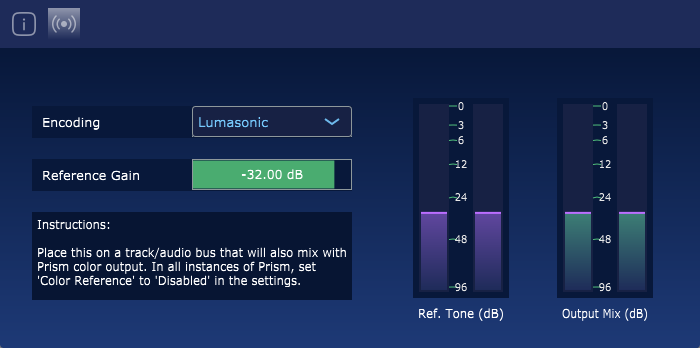 i
Encoding
Lumasonic
Reference Gain
-32.00 dB
Instructions:
Place this on a track/audio bus that will also mix with
Prism color output. In all instances of Prism, set
'Color Reference' to 'Disabled' in the settings.
0
3
6
12
24
48
96
Ref. Tone (dB)
0
3
6
12
24
48
96
Output Mix (dB)